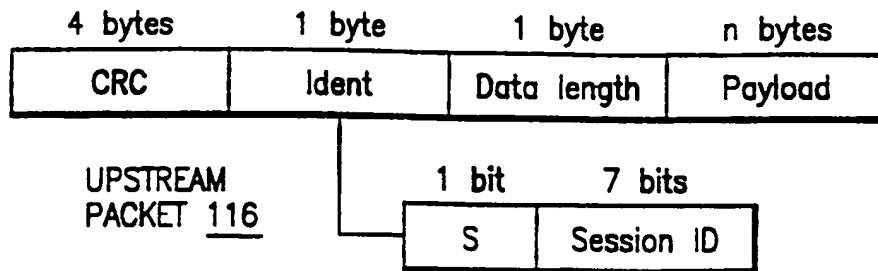 4 bytes 1 byte 1 byte n bytes
CRC Ident Data length Payload
UPSTREAM
PACKET 116
1 bit 7 bits
S Session ID